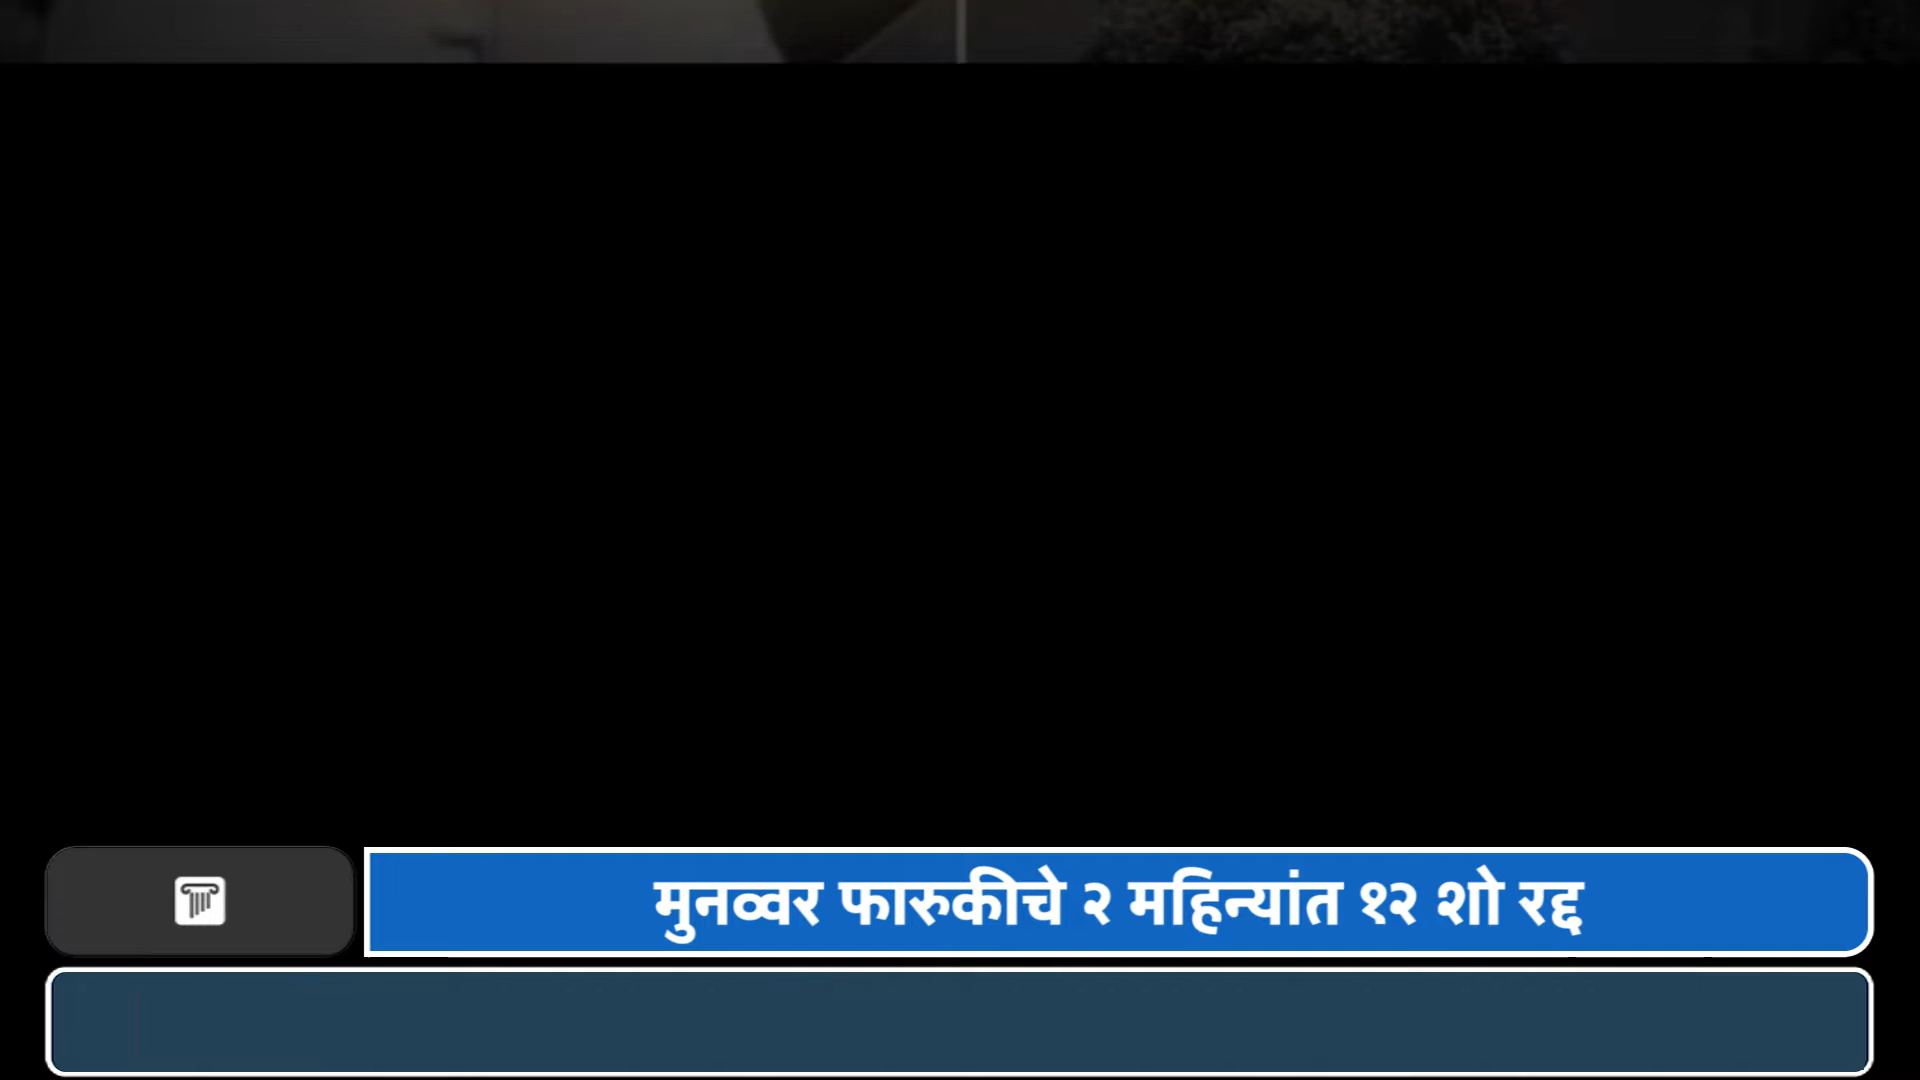 मुनव्वर फारुकीचे २ महिन्यांत १२ शो रद्द